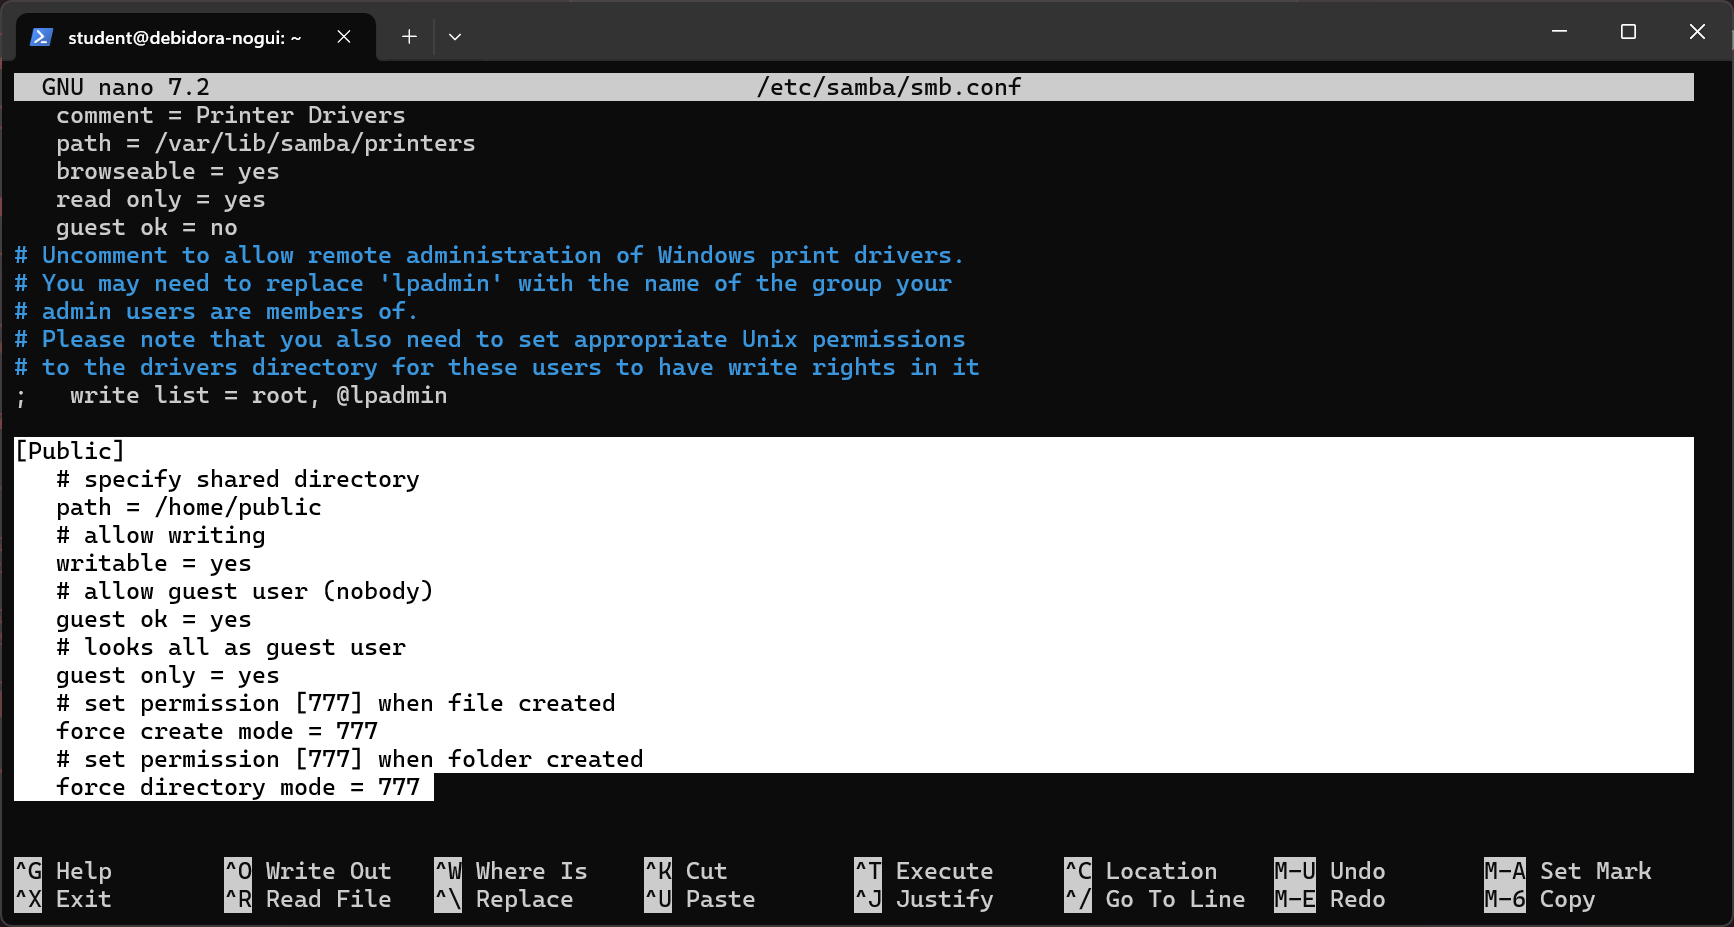 student@debidora-nogui: ~
GNU nano 7.2 /etc/samba/smb.conf
comment = Printer Drivers
path = /var/lib/samba/printers
browseable = yes
read only = yes
guest ok = no
# Uncomment to allow remote administration of Windows print drivers.
# You may need to replace 'lpadmin' with the name of the group your
# admin users are members of.
# Please note that you also need to set appropriate Unix permissions
# to the drivers directory for these users to have write rights in it
;   write list = root, @lpadmin
[Public]
# specify shared directory
path = /home/public
# allow writing
writable = yes
# allow guest user (nobody)
guest ok = yes
# looks all as guest user
guest only = yes
# set permission [777] when file created
force create mode = 777
# set permission [777] when folder created
force directory mode = 777
^G Help ^O Write Out ^W Where Is ^K Cut ^T Execute ^C Location M-U Undo M-A Set Mark
^X Exit ^R Read File ^\ Replace ^U Paste ^J Justify ^/ Go To Line M-E Redo M-6 Copy